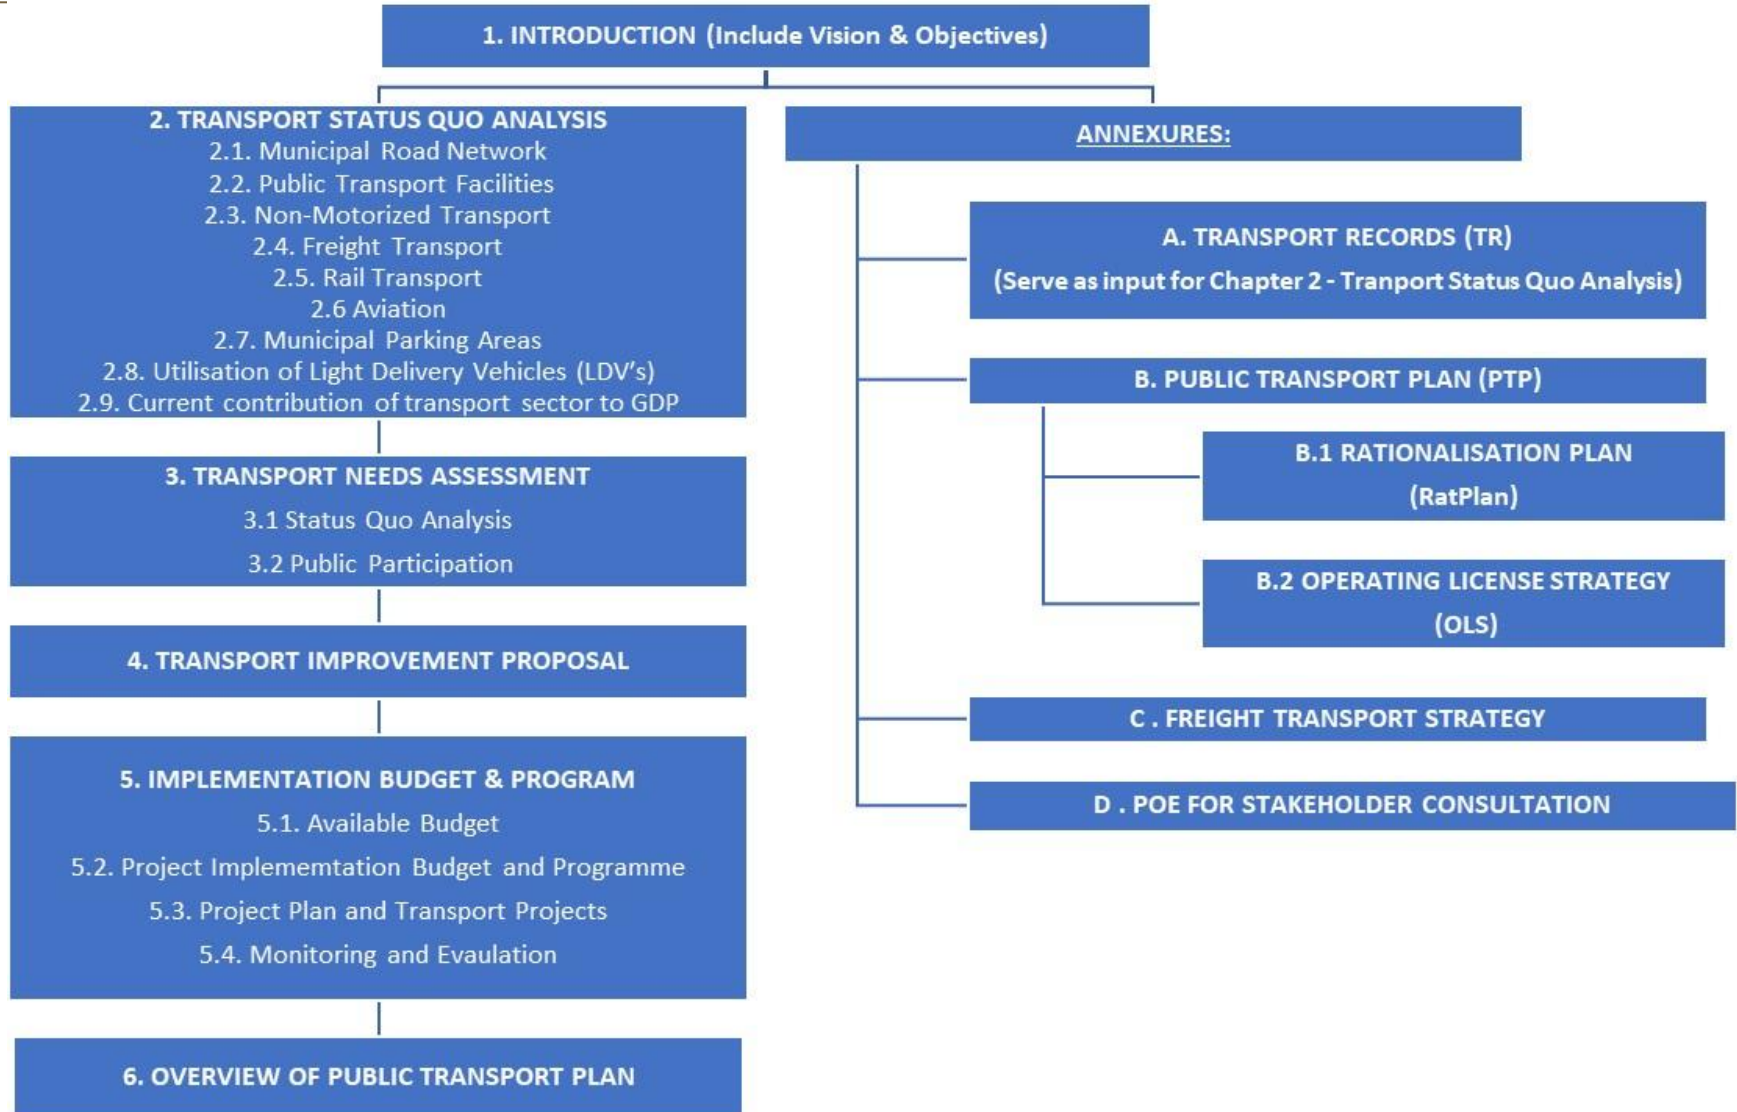 1. INTRODUCTION (Include Vision & Objectives)
2. TRANSPORT STATUS QUO ANALYSIS
2.1. Municipal Road Network
2.2. Public Transport Facilities
2.3. Non-Motorized Transport
2.4. Freight Transport
2.5. Rail Transport
2.6 Aviation
2.7. Municipal Parking Areas
2.8. Utilisation of Light Delivery Vehicles (LDV's)
2.9. Current contribution of transport sector to GDP
3. TRANSPORT NEEDS ASSESSMENT
3.1 Status Quo Analysis
3.2 Public Participation
4. TRANSPORT IMPROVEMENT PROPOSAL
5. IMPLEMENTATION BUDGET & PROGRAM
5.1. Available Budget
5.2. Project Implememtation Budget and Programme
5.3. Project Plan and Transport Projects
5.4. Monitoring and Evaulation
6. OVERVIEW OF PUBLIC TRANSPORT PLAN
ANNEXURES:
A. TRANSPORT RECORDS (TR)
(Serve as input for Chapter 2 - Tranport Status Quo Analysis)
B. PUBLIC TRANSPORT PLAN (PTP)
B.1 RATIONALISATION PLAN
(RatPlan)
B.2 OPERATING LICENSE STRATEGY
(OLS)
C . FREIGHT TRANSPORT STRATEGY
D . POE FOR STAKEHOLDER CONSULTATION